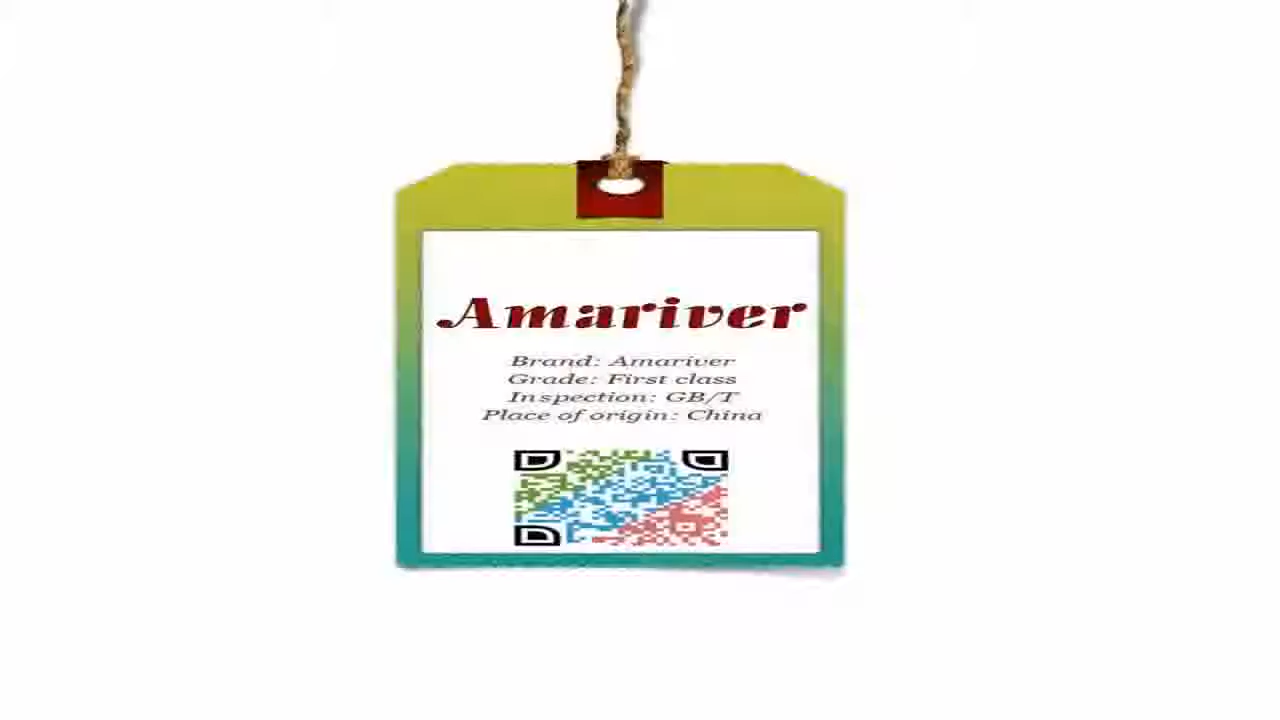 Amariver
Brand: Amariver
Grade: First class
Inspection: GB/T
Place of origin: China